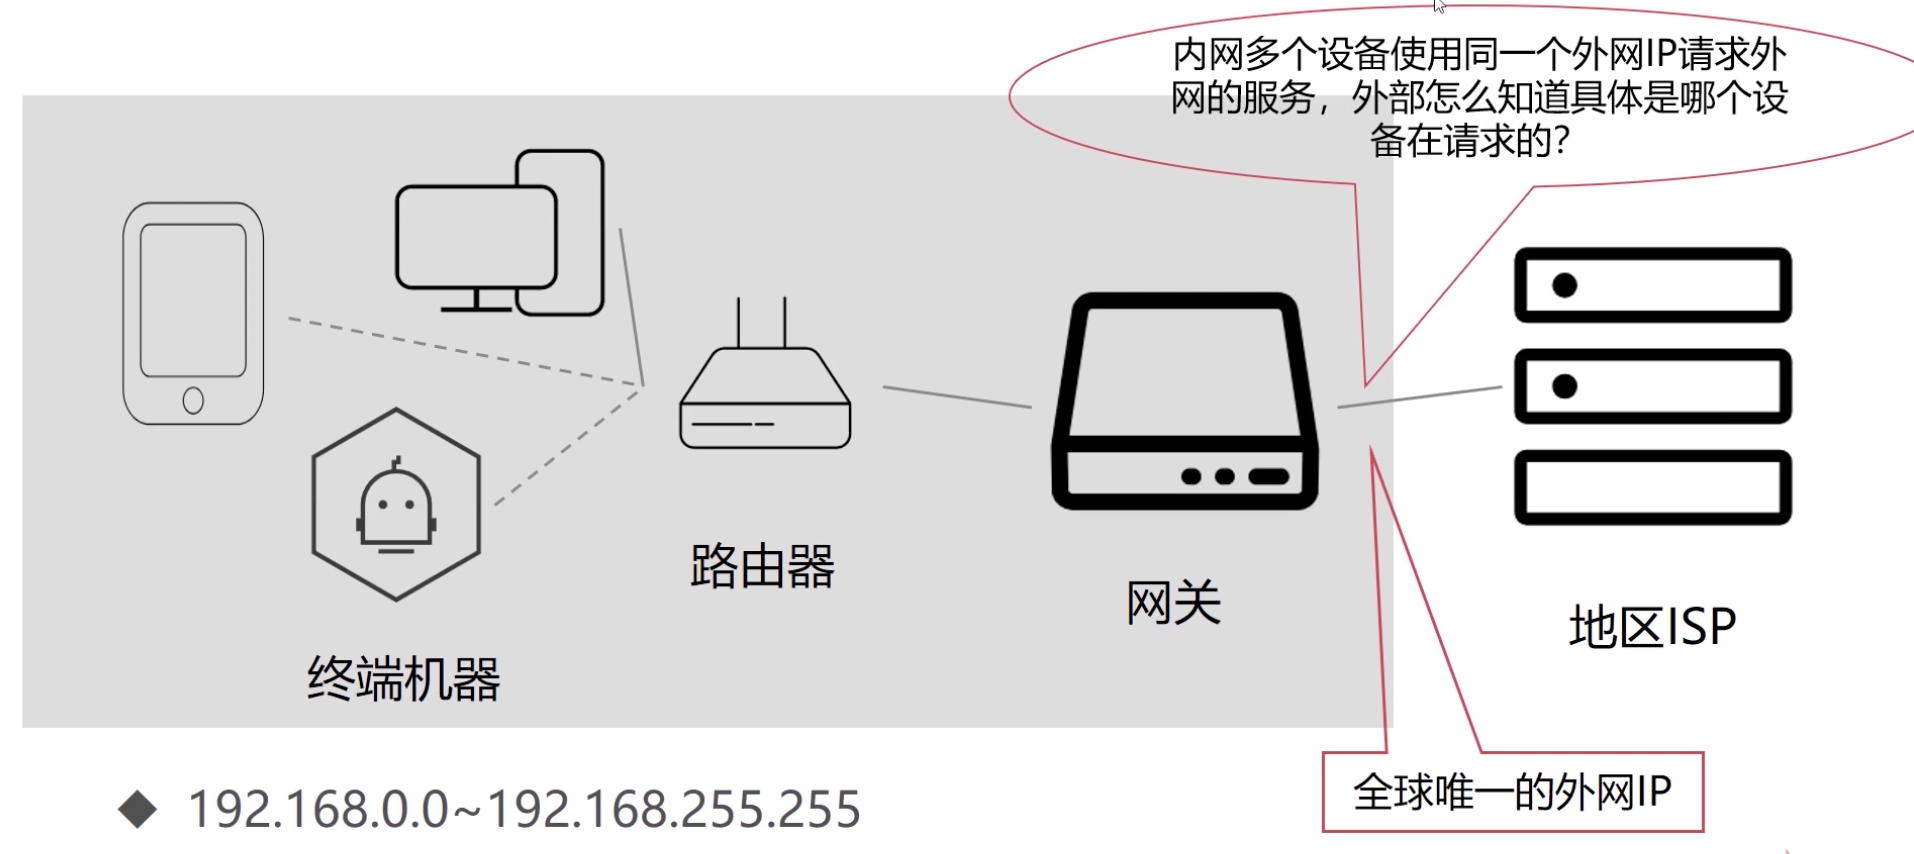 内网多个设备使用同一个外网IP请求外
网的服务，外部怎么知道具体是哪个设
备在请求的？
路由器
网关
地区ISP
终端机器
全球唯一的外网IP
◆ 192.168.0.0~192.168.255.255